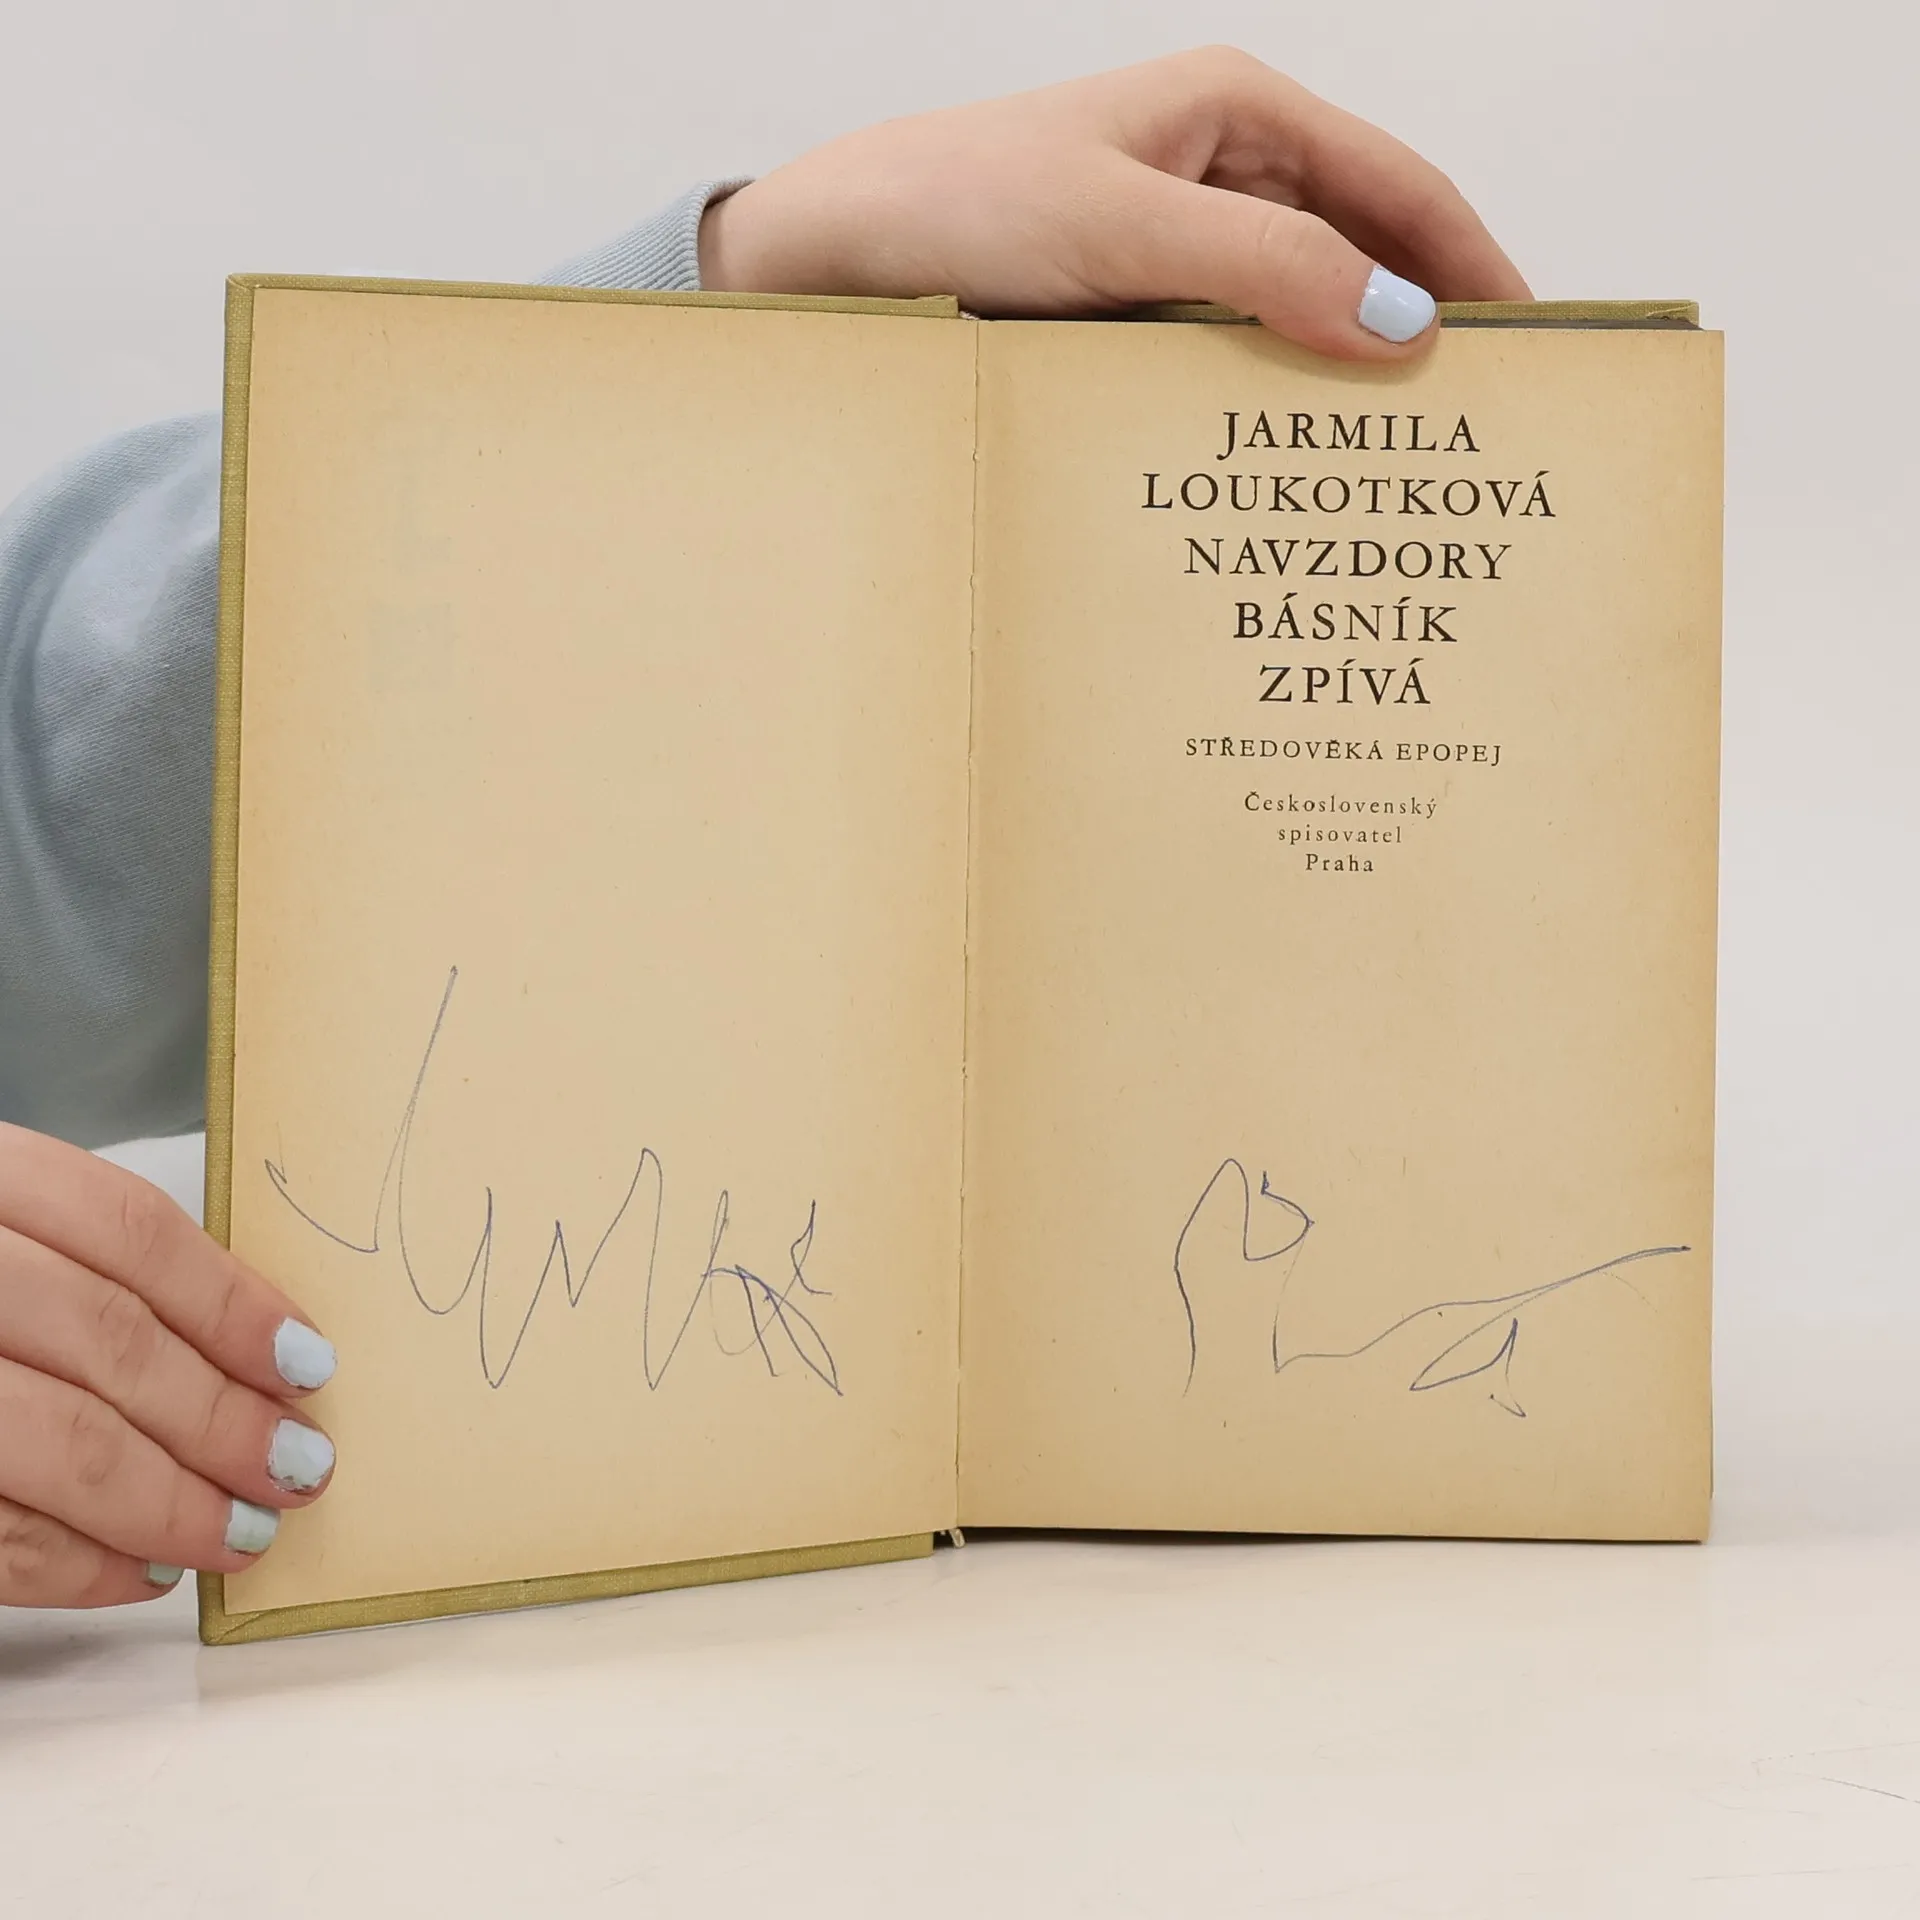 JARMILA
LOUKOTKOVÁ
NAVZDORY
BÁSNÍK
ZPÍVÁ
STŘEDOVĚKÁ EPOPEJ
Československý
spisovatel
Praha